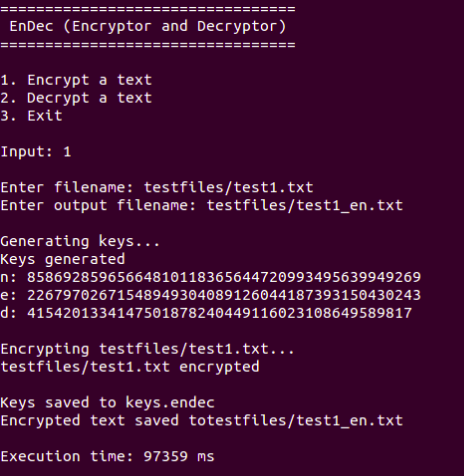 =================================
EnDec (Encryptor and Decryptor)
=================================
1. Encrypt a text
2. Decrypt a text
3. Exit
Input: 1
Enter filename: testfiles/test1.txt
Enter output filename: testfiles/test1_en.txt
Generating keys...
Keys generated
n: 85869285965664810118365644720993495639949269
e: 22679702671548949304089126044187393150430243
d: 4154201334147501878240449116023108649589817
Encrypting testfiles/test1.txt...
testfiles/test1.txt encrypted
Keys saved to keys.endec
Encrypted text saved totestfiles/test1_en.txt
Execution time: 97359 ms